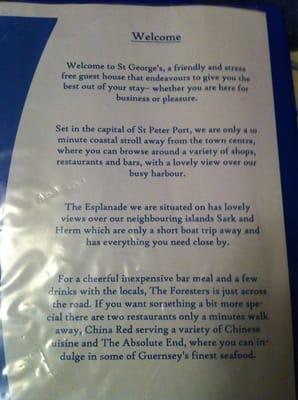 Welcome
Welcome to St George's, a friendly and stress
free guest house that endeavours to give you the
best out of your stay– whether you are here for
business or pleasure.
Set in the capital of St Peter Port, we are only a 10
minute coastal stroll away from the town centre,
where you can browse around a variety of shops,
restaurants and bars, with a lovely view over our
busy harbour.
The Esplanade we are situated on has lovely
views over our neighbouring islands Sark and
Herm which are only a short boat trip away and
has everything you need close by.
For a cheerful inexpensive bar meal and a few
drinks with the locals, The Foresters is just across
the road. If you want something a bit more spe-
cial there are two restaurants only a minutes walk
away, China Red serving a variety of Chinese
cuisine and The Absolute End, where you can in-
dulge in some of Guernsey's finest seafood.